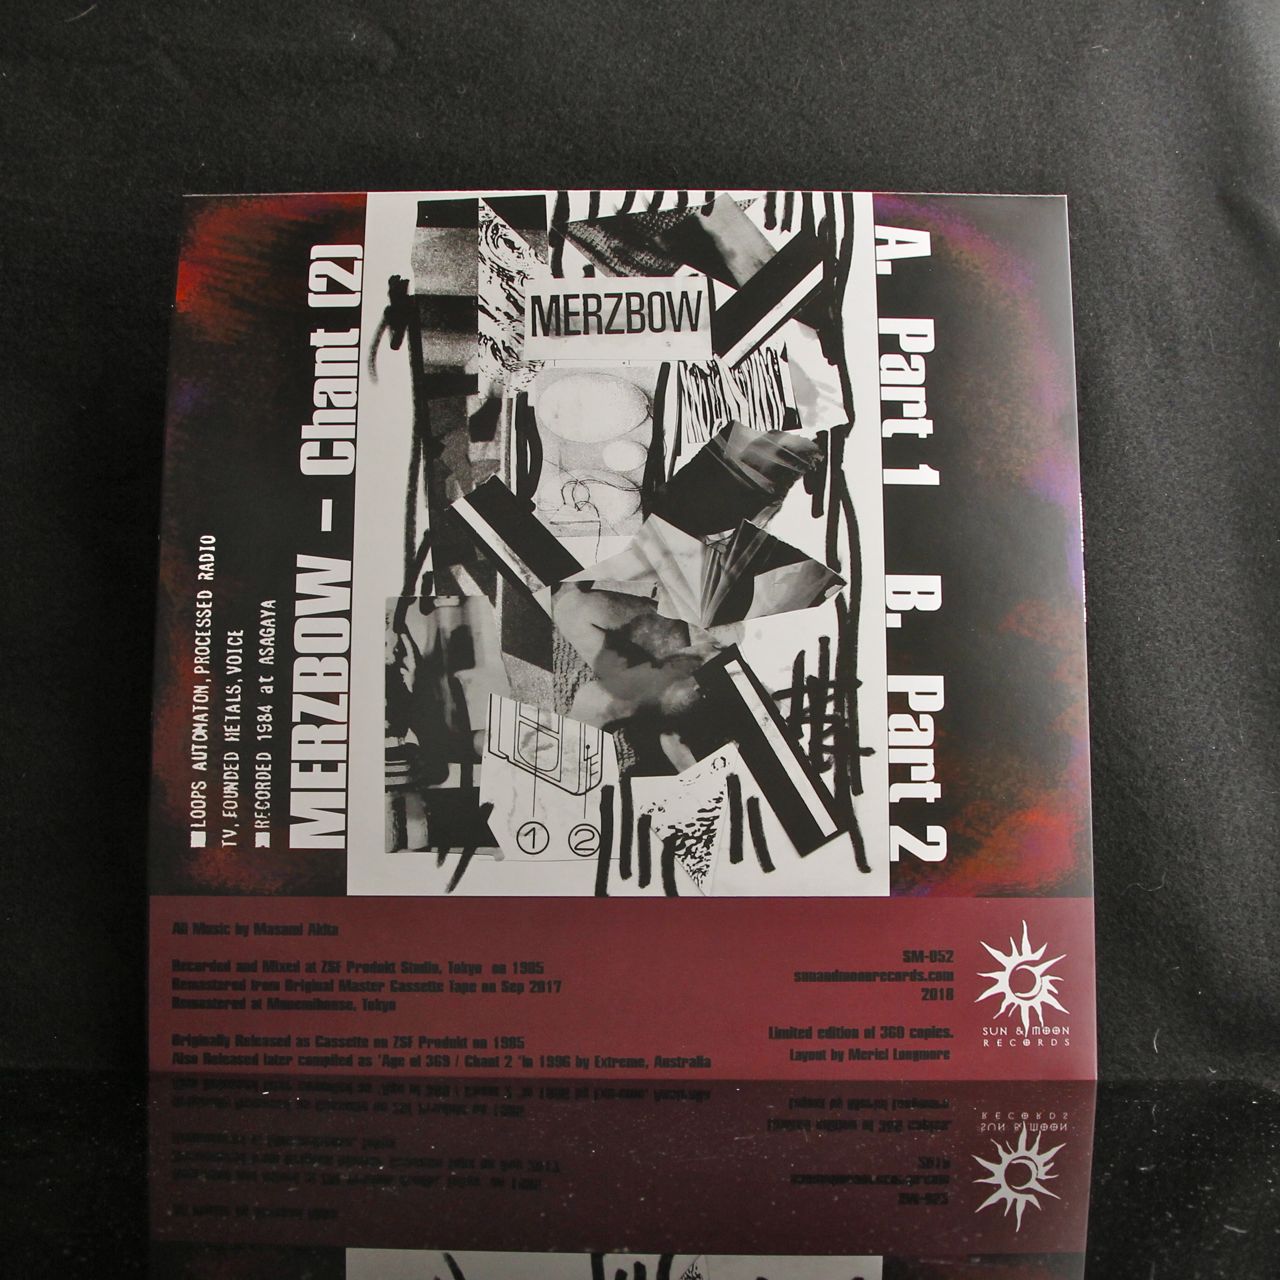 MERZBOW – Chant (2)
■LOOPS AUTOMATON, PROCESSED RADIO
TV, FOUNDED METALS, VOICE
■RECORDED 1984 at ASAGAYA
MERZBOW
1 2
A. Part 1 B. Part 2
All Music by Masami Akita
Recorded and Mixed at ZSF Produkt Studio, Tokyo on 1985
Remastered from Original Master Cassette Tape on Sep 2017
Remastered at Munemihouse, Tokyo
Originally Released as Cassette on ZSF Produkt on 1985
Also Released later compiled as 'Age of 369 / Chant 2 'in 1996 by Extreme, Australia
SM-052
sunandmoonrecords.com
2018
Limited edition of 360 copies.
Layout by Meriel Longmore
SUN & MOON
RECORDS